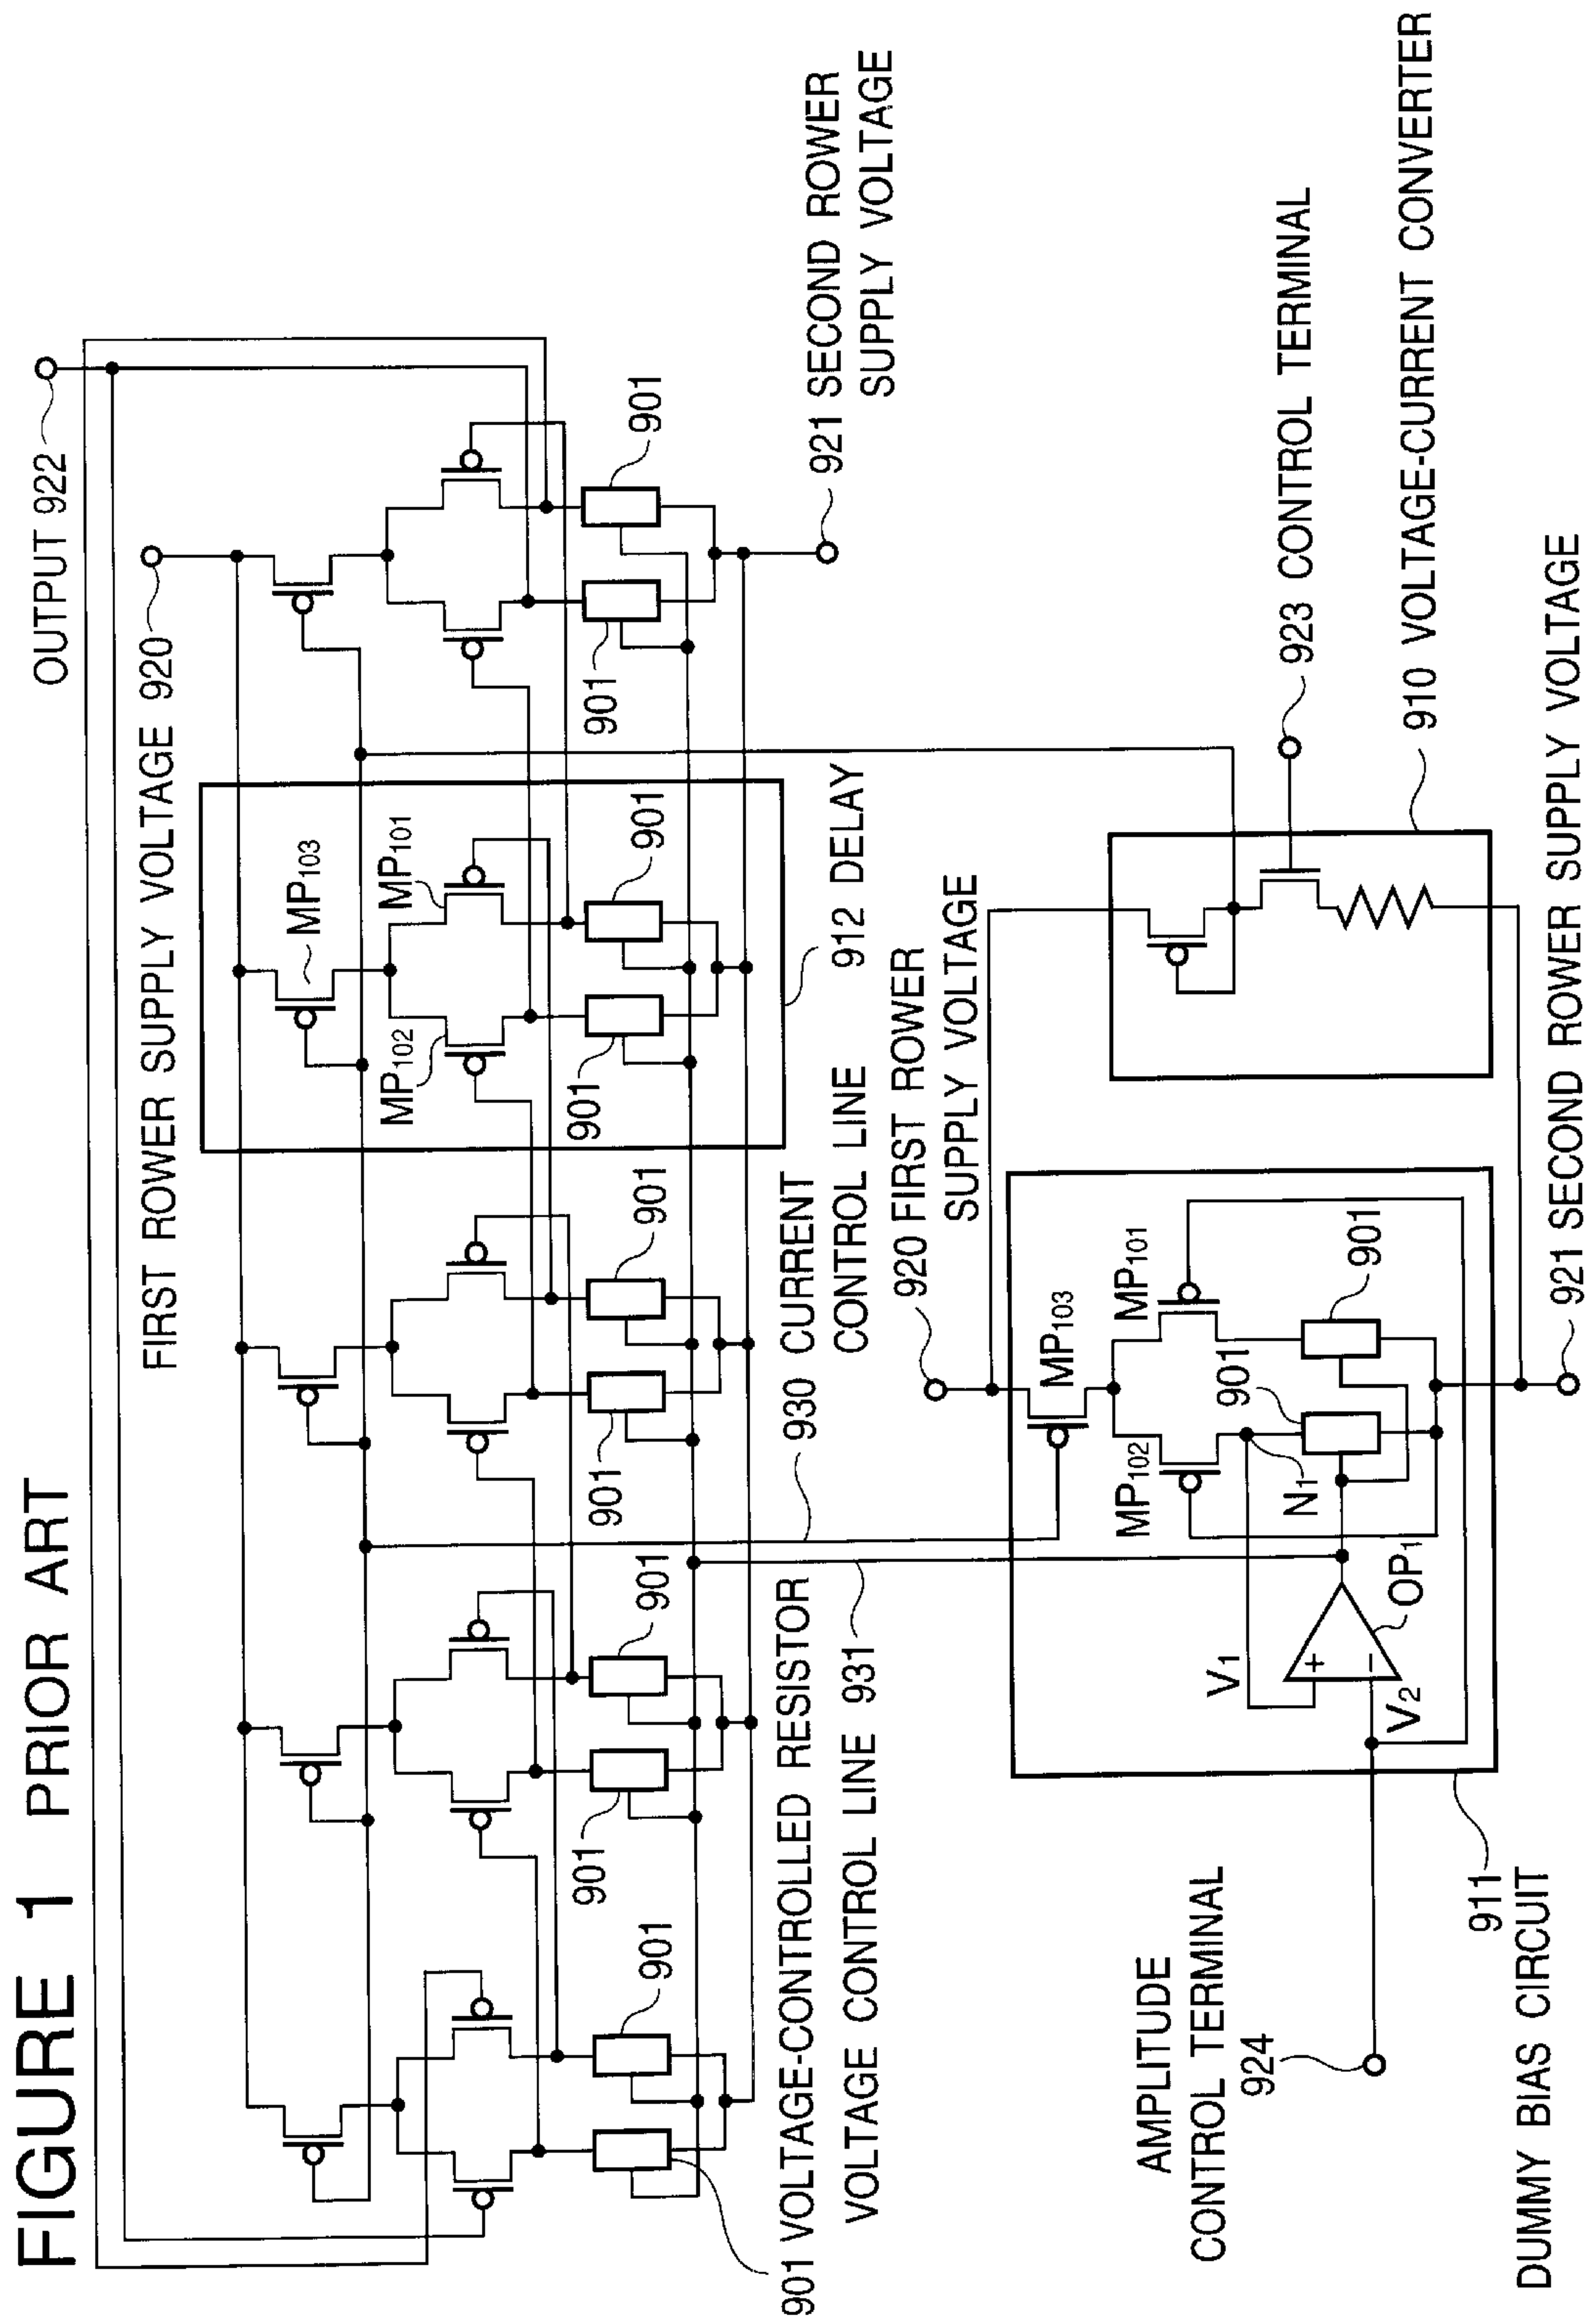 FIGURE 1 PRIOR ART
OUTPUT 922
FIRST ROWER SUPPLY VOLTAGE 920
MP103
MP102
MP101
901
901
901
901
901
901
901
901
901
901 VOLTAGE-CONTROLLED RESISTOR
VOLTAGE CONTROL LINE 931
930 CURRENT
CONTROL LINE
912 DELAY
921 SECOND ROWER
SUPPLY VOLTAGE
920 FIRST ROWER
SUPPLY VOLTAGE
MP103
MP102
MP101
901
901
N1
V1
V2
+
−
OP1
AMPLITUDE
CONTROL TERMINAL
924
911
DUMMY BIAS CIRCUIT
923 CONTROL TERMINAL
910 VOLTAGE-CURRENT CONVERTER
921 SECOND ROWER SUPPLY VOLTAGE